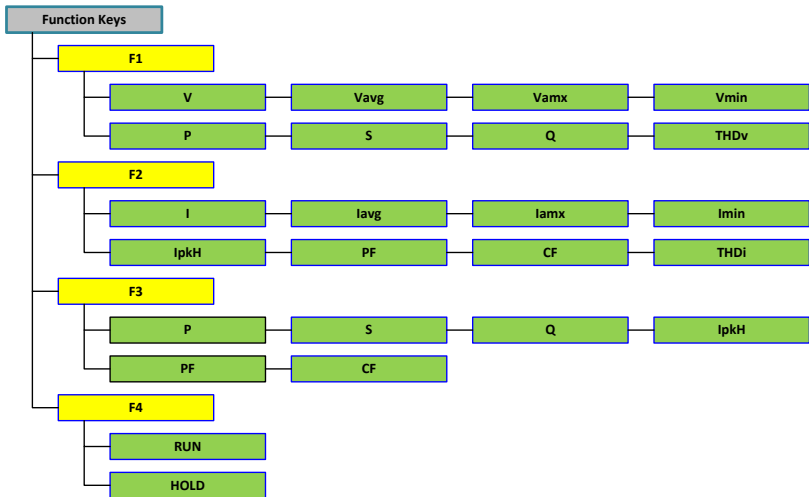 Function Keys
F1
V Vavg Vamx Vmin
P S Q THDv
F2
I Iavg Iamx Imin
IpkH PF CF THDi
F3
P S Q IpkH
PF CF
F4
RUN
HOLD